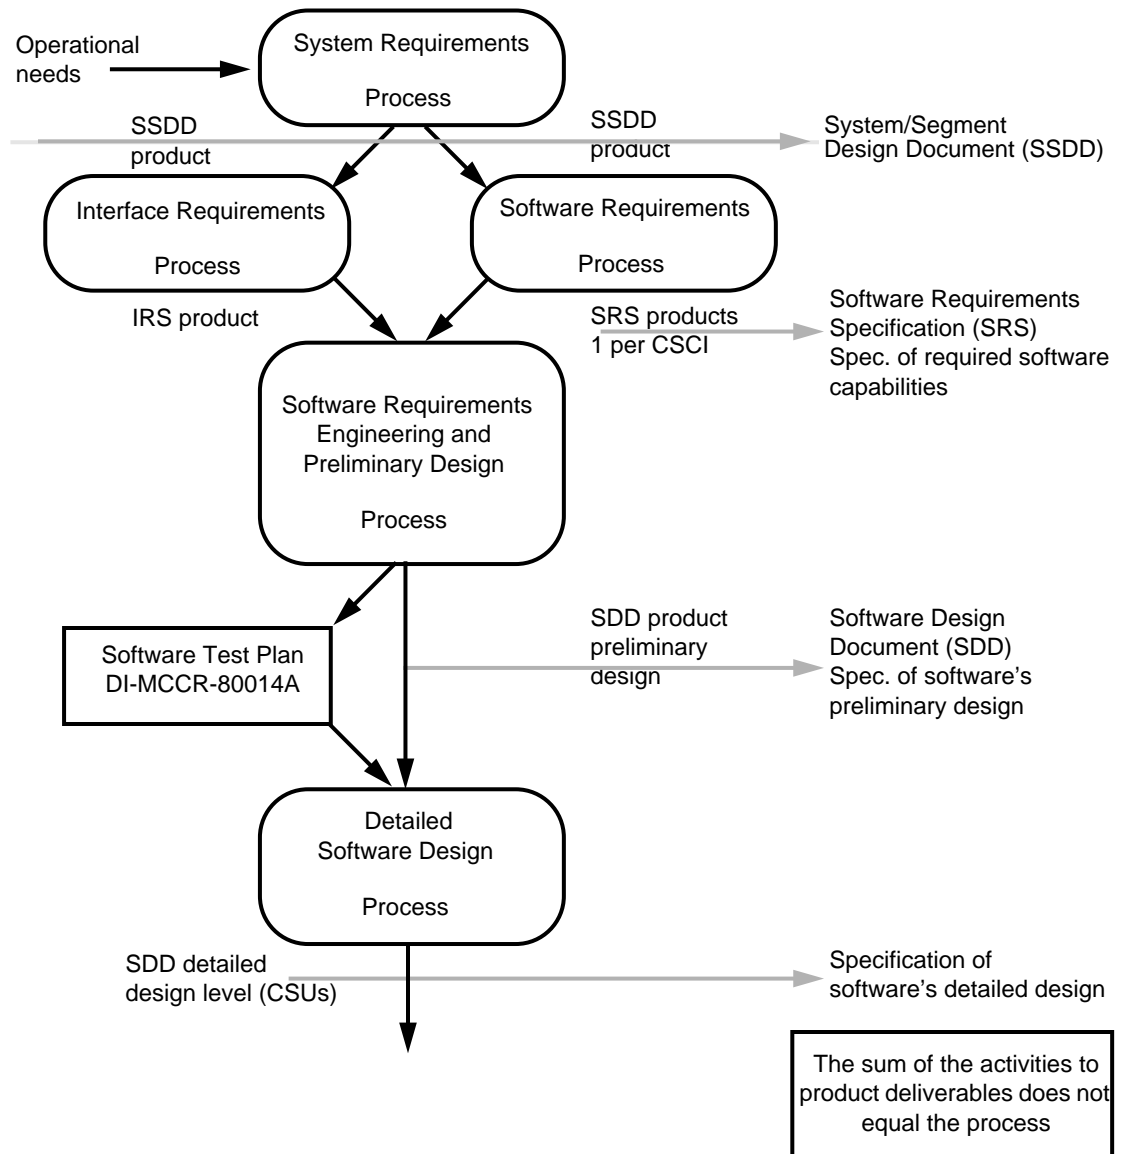 Operational
needs
System Requirements
Process
SSDD
product
SSDD
product
System/Segment
Design Document (SSDD)
Interface Requirements
Process
Software Requirements
Process
IRS product
SRS products
1 per CSCI
Software Requirements
Specification (SRS)
Spec. of required software
capabilities
Software Requirements
Engineering and
Preliminary Design
Process
Software Test Plan
DI-MCCR-80014A
SDD product
preliminary
design
Software Design
Document (SDD)
Spec. of software’s
preliminary design
Detailed
Software Design
Process
SDD detailed
design level (CSUs)
Specification of
software’s detailed design
The sum of the activities to
product deliverables does not
equal the process